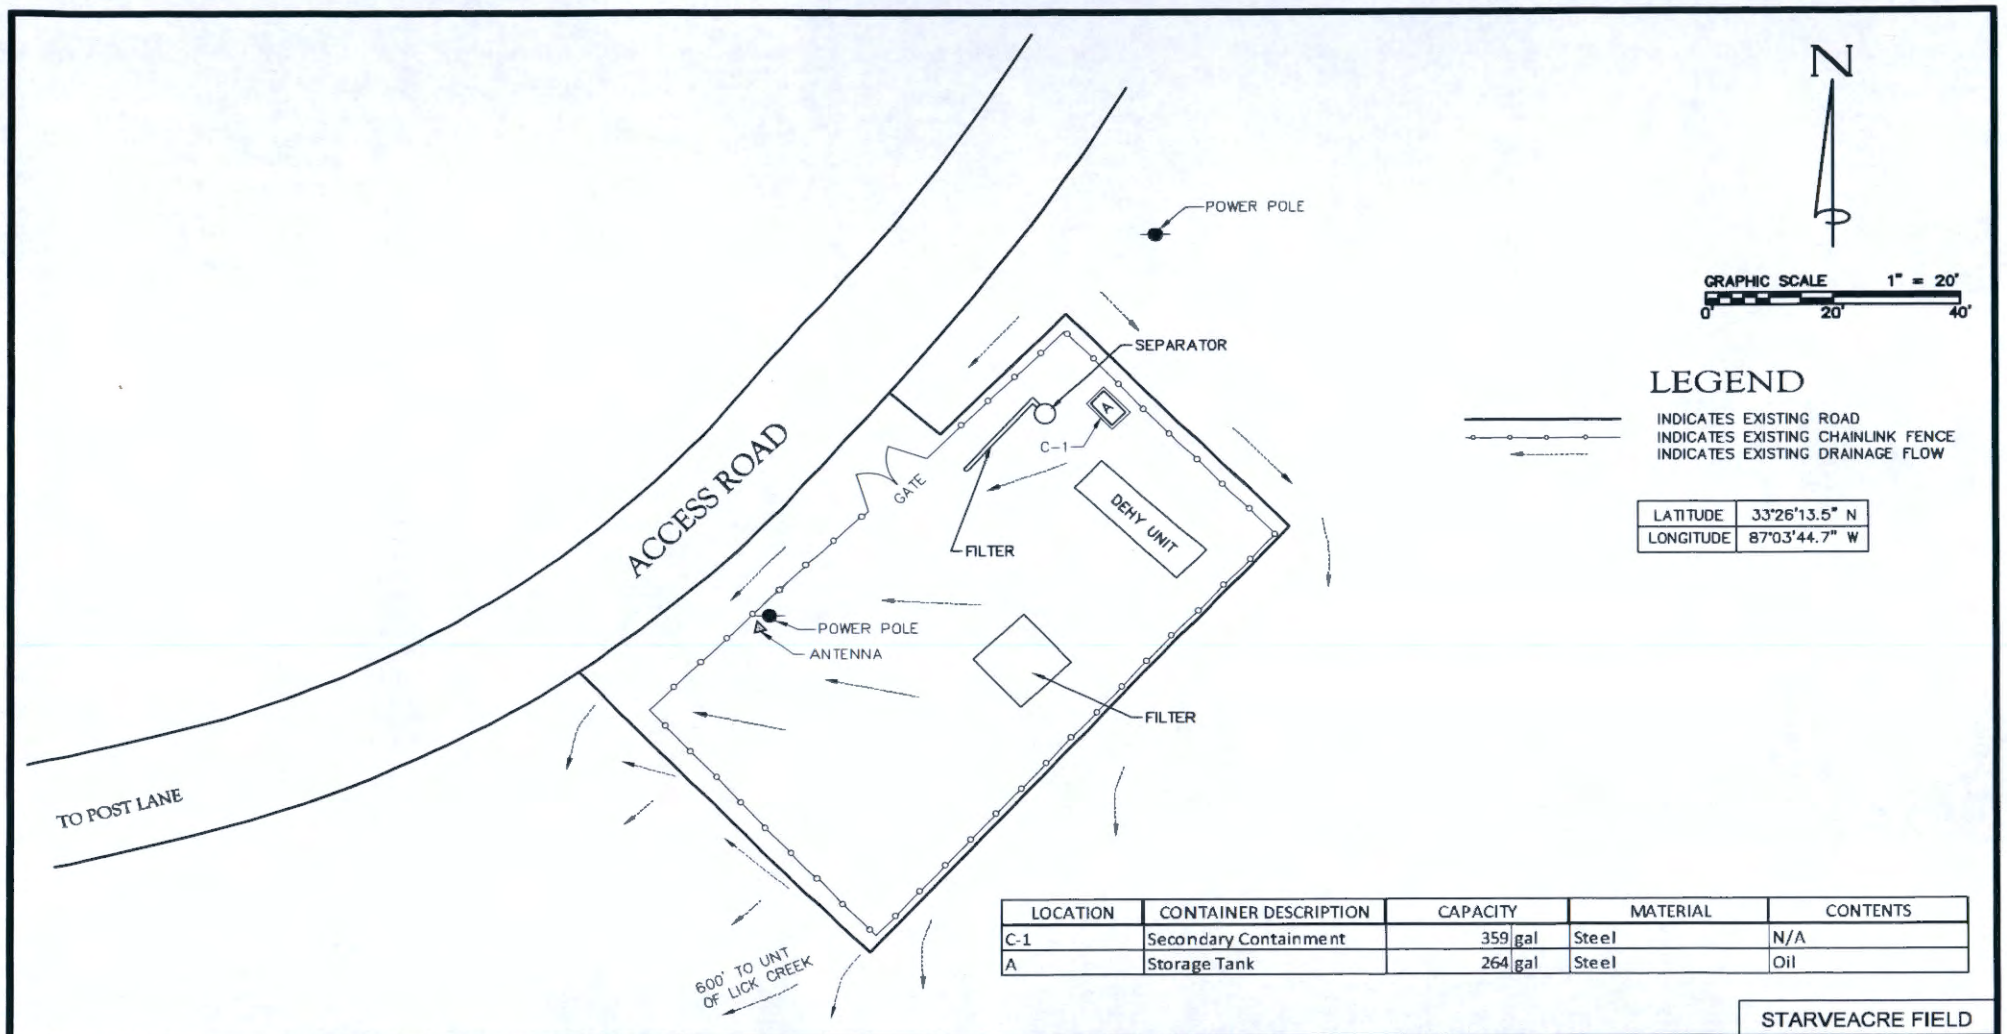 N
POWER POLE
GRAPHIC SCALE 1" = 20'
0' 20' 40'
SEPARATOR
LEGEND
INDICATES EXISTING ROAD
INDICATES EXISTING CHAINLINK FENCE
INDICATES EXISTING DRAINAGE FLOW
A
C-1
ACCESS ROAD
GATE
DEHY UNIT
LATITUDE 33°26'13.5" N
LONGITUDE 87°03'44.7" W
FILTER
POWER POLE
ANTENNA
FILTER
TO POST LANE
600' TO UNT
OF LICK CREEK
LOCATION CONTAINER DESCRIPTION CAPACITY MATERIAL CONTENTS
C-1 Secondary Containment 359 gal Steel N/A
A Storage Tank 264 gal Steel Oil
STARVEACRE FIELD